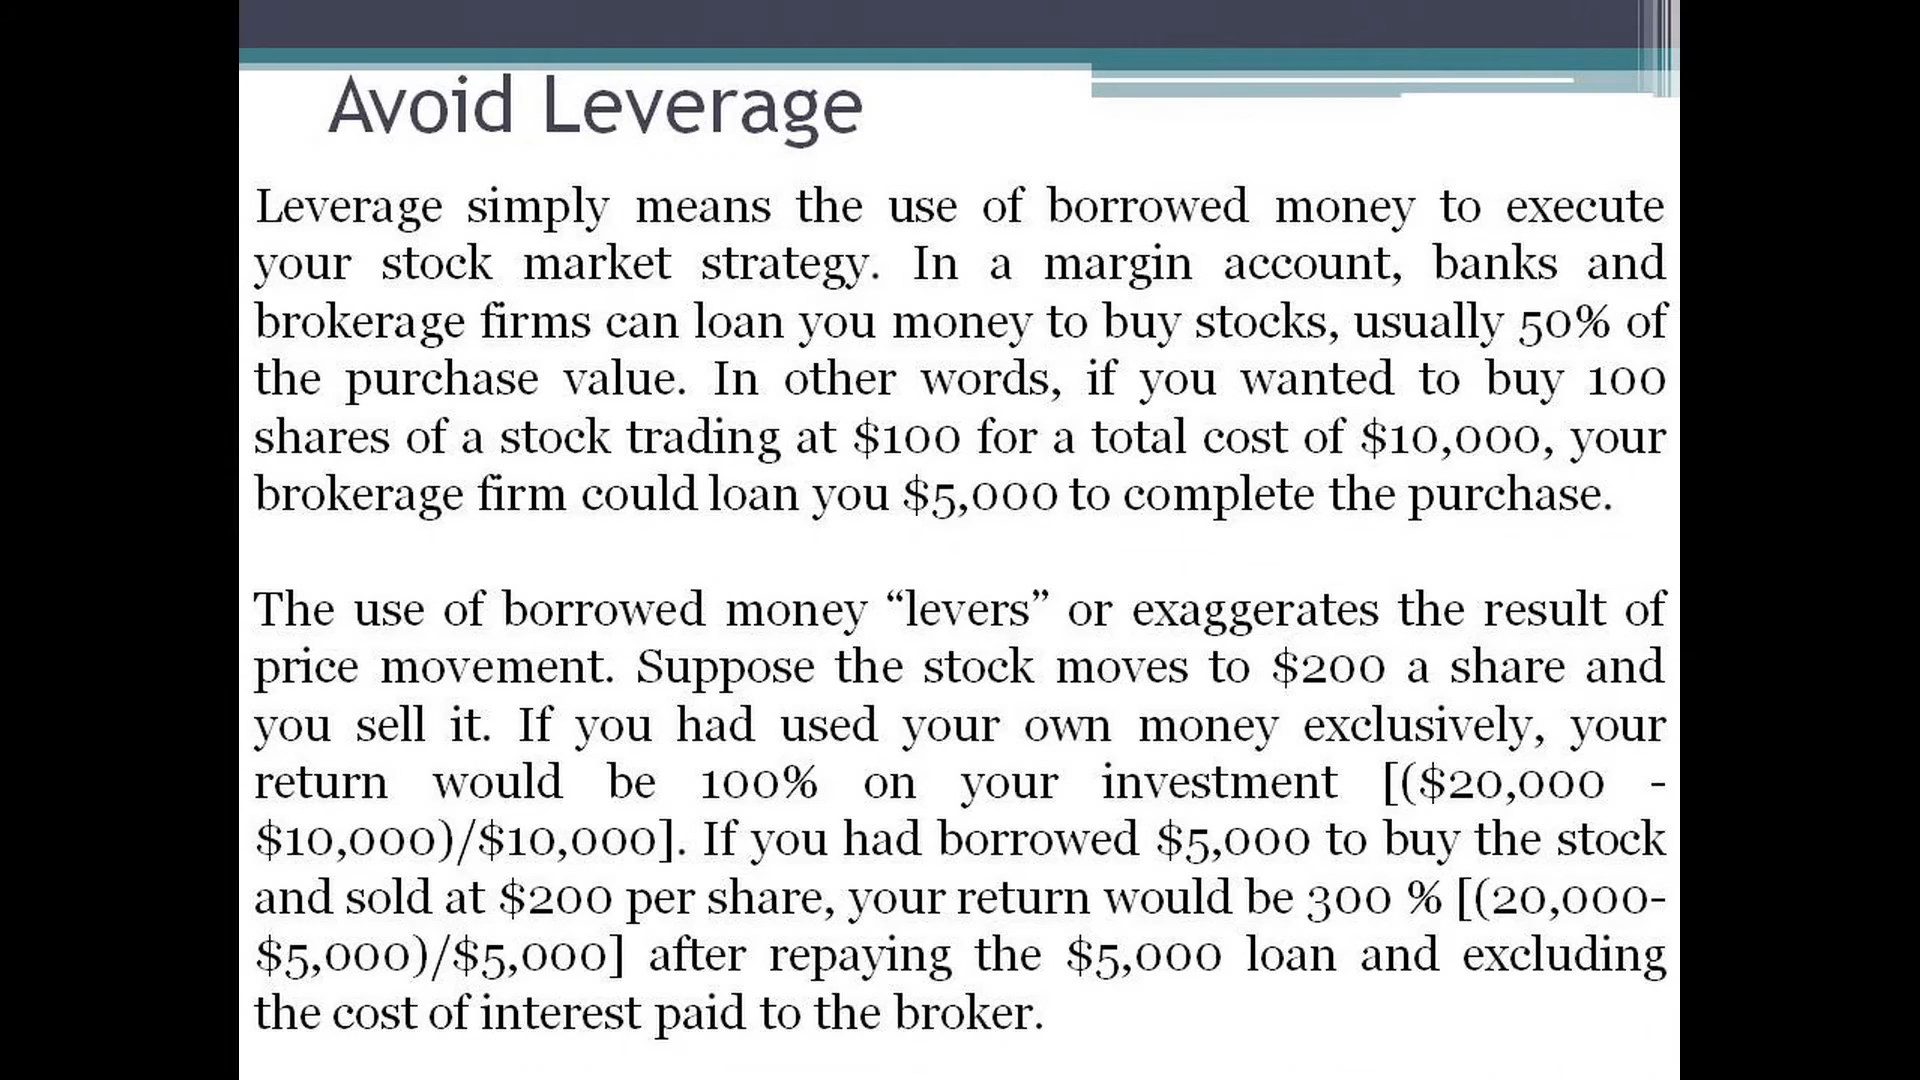 Avoid Leverage
Leverage simply means the use of borrowed money to execute
your stock market strategy. In a margin account, banks and
brokerage firms can loan you money to buy stocks, usually 50% of
the purchase value. In other words, if you wanted to buy 100
shares of a stock trading at $100 for a total cost of $10,000, your
brokerage firm could loan you $5,000 to complete the purchase.
The use of borrowed money “levers” or exaggerates the result of
price movement. Suppose the stock moves to $200 a share and
you sell it. If you had used your own money exclusively, your
return would be 100% on your investment [($20,000 -
$10,000)/$10,000]. If you had borrowed $5,000 to buy the stock
and sold at $200 per share, your return would be 300 % [(20,000-
$5,000)/$5,000] after repaying the $5,000 loan and excluding
the cost of interest paid to the broker.